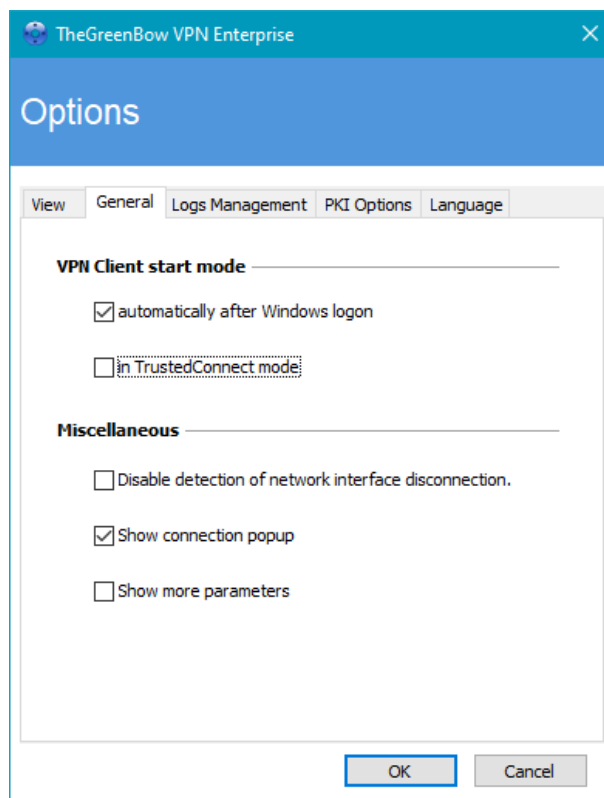 TheGreenBow VPN Enterprise
Options
View General Logs Management PKI Options Language
VPN Client start mode
automatically after Windows logon
in TrustedConnect mode
Miscellaneous
Disable detection of network interface disconnection.
Show connection popup
Show more parameters
OK Cancel